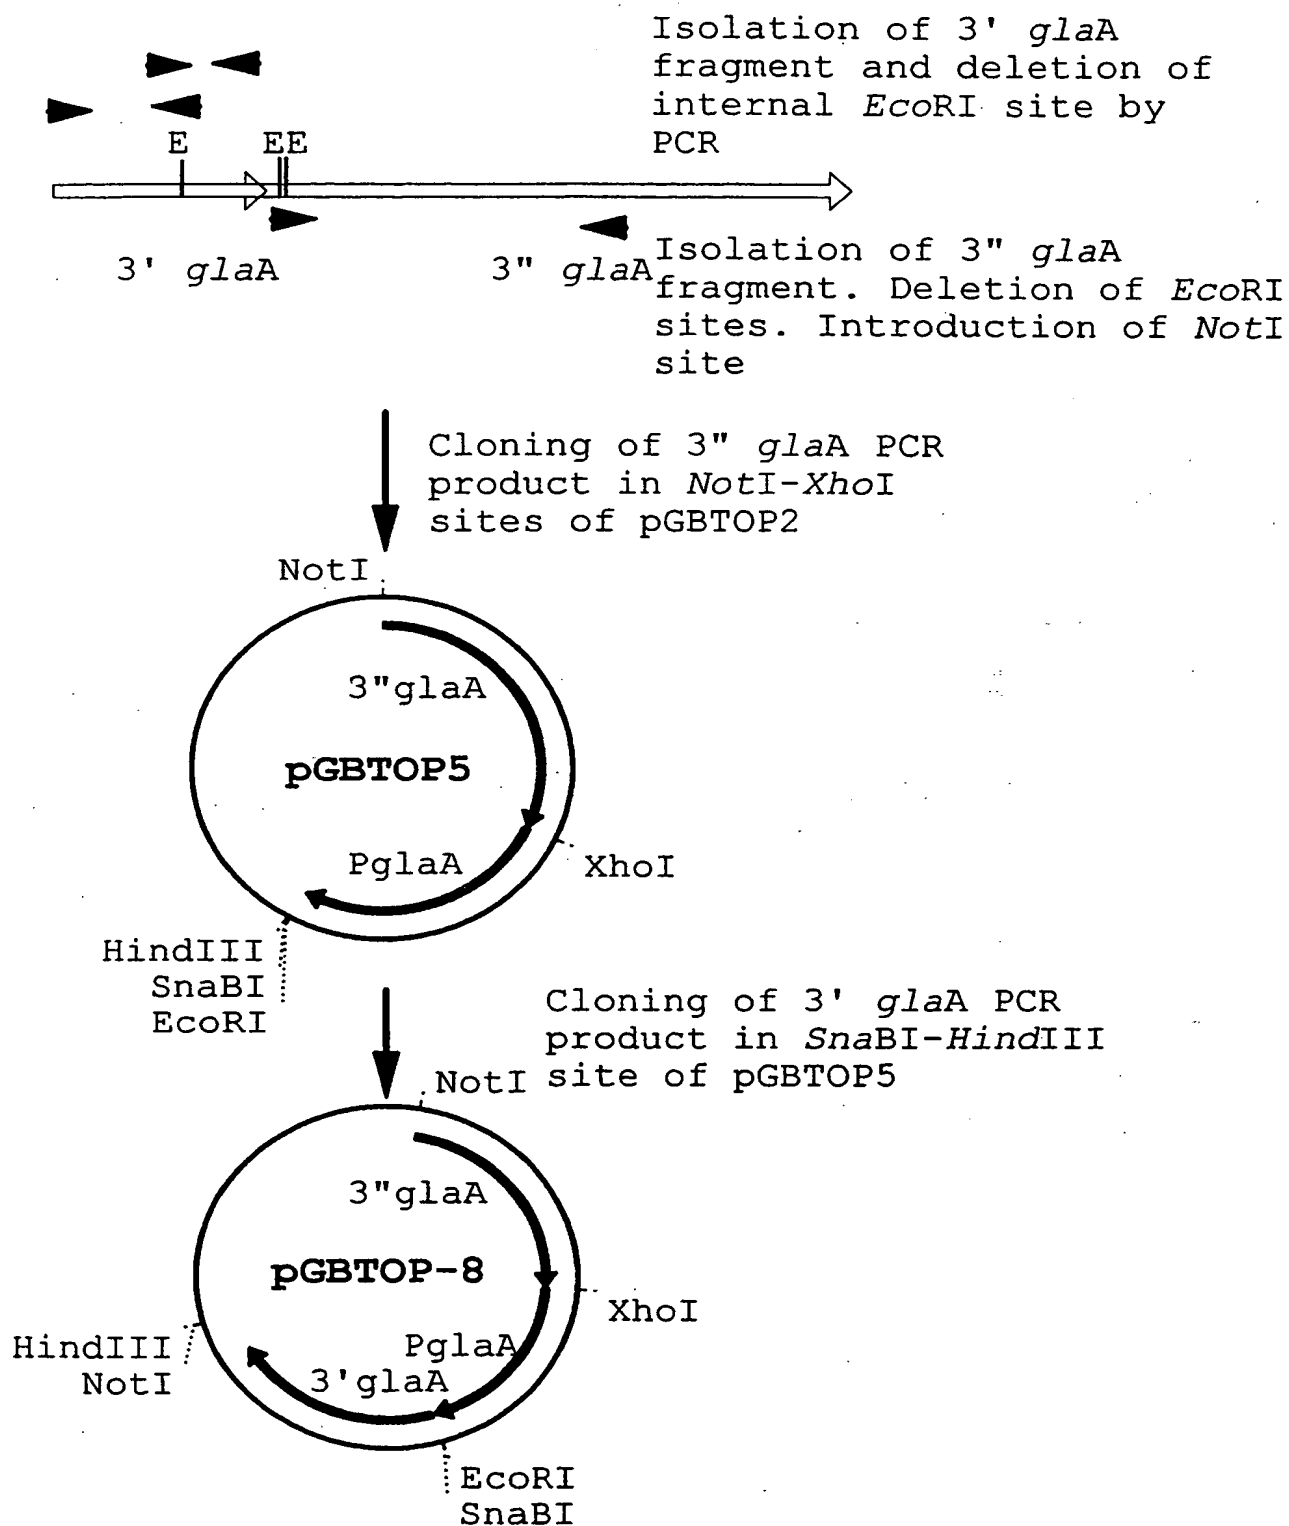 Isolation of 3' glaA
fragment and deletion of
internal EcoRI site by
PCR
E
EE
3' glaA
3" glaA
Isolation of 3" glaA
fragment. Deletion of EcoRI
sites. Introduction of NotI
site
Cloning of 3" glaA PCR
product in NotI-XhoI
sites of pGBTOP2
NotI
3"glaA
pGBTOP5
PglaA
XhoI
HindIII
SnaBI
EcoRI
Cloning of 3' glaA PCR
product in SnaBI-HindIII
site of pGBTOP5
NotI
3"glaA
pGBTOP-8
XhoI
PglaA
3'glaA
HindIII
NotI
EcoRI
SnaBI